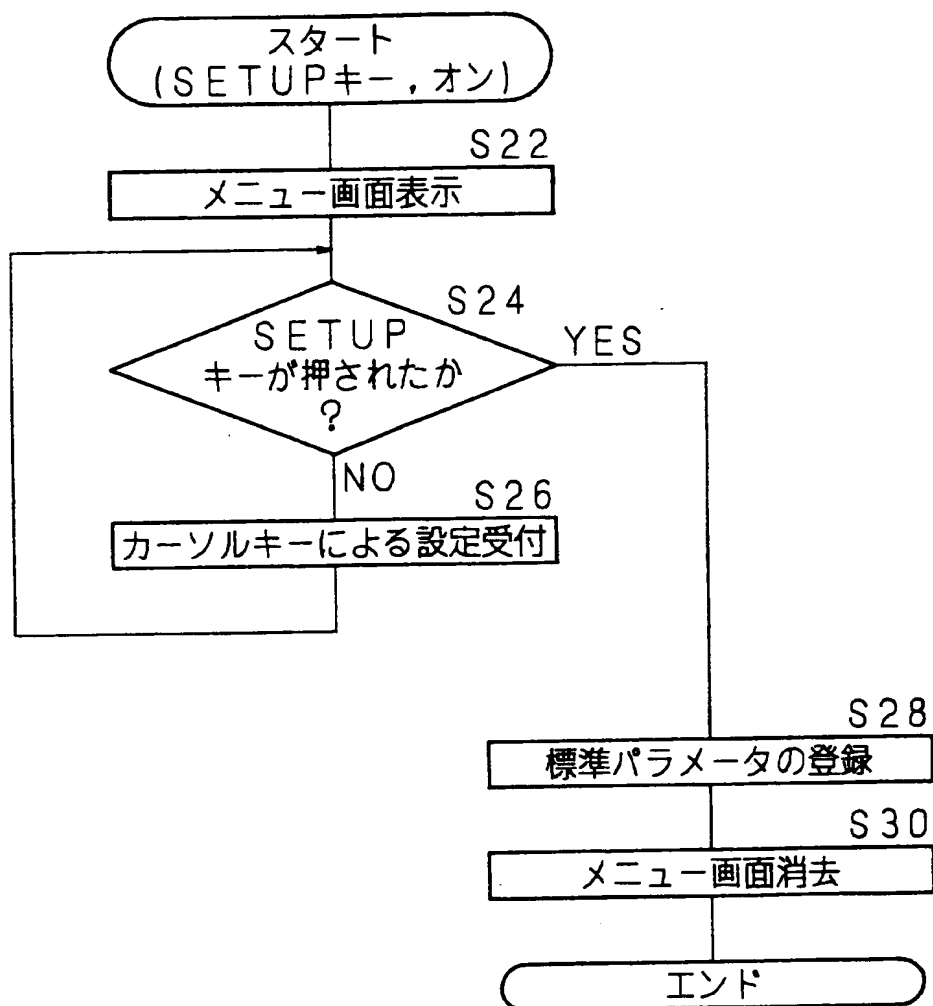 スタート
(SETUPキー,オン)
S22
メニュー画面表示
S24
SETUP
キーが押されたか
?
YES
NO
S26
カーソルキーによる設定受付
S28
標準パラメータの登録
S30
メニュー画面消去
エンド